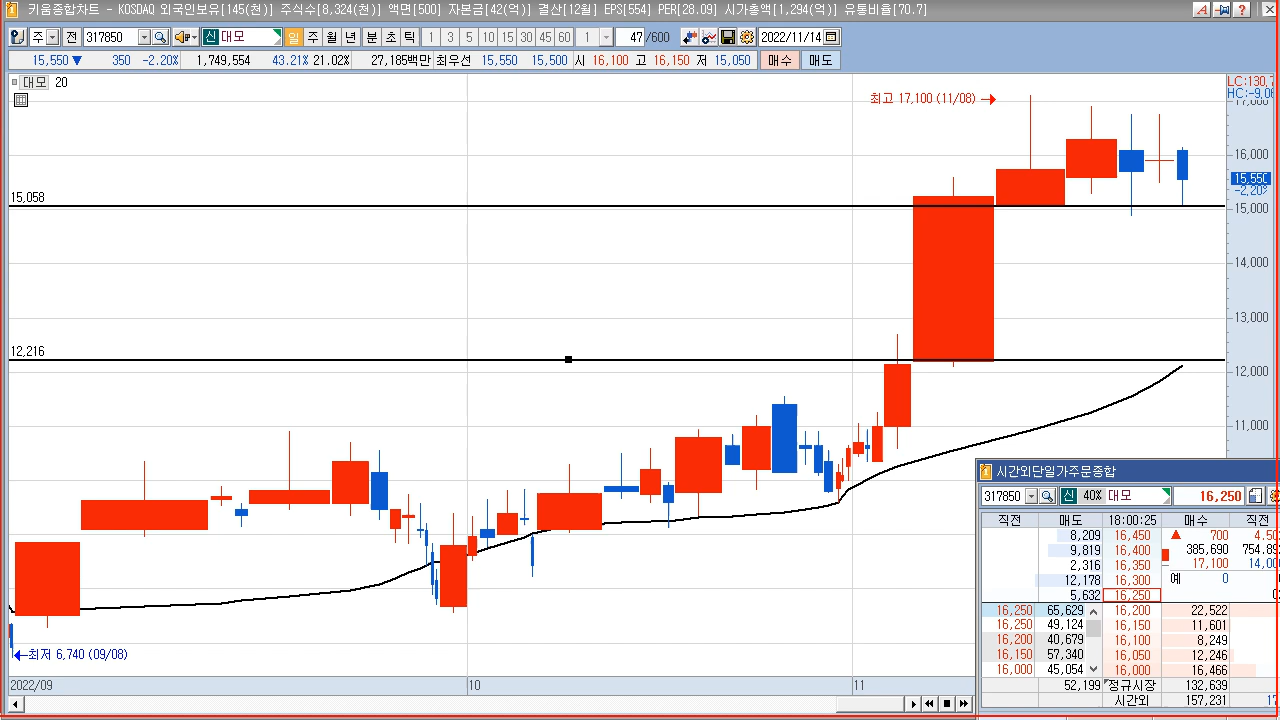 키움종합차트 - KOSDAQ 외국인보유[145(천)] 주식수[8,324(천)] 액면[500] 자본금[42(억)] 결산[12월] EPS[554] PER[28.09] 시가총액[1,294(억)] 유통비율[70.7]
주 전 317850 신 대모 일 주 월 년 분 초 틱 1 3 5 10 15 30 45 60 1 47 /600 2022/11/14
15,550 ▼ 350 -2.20% 1,749,554 43.21% 21.02% 27,185백만 최우선 15,550 15,500 시 16,100 고 16,150 저 15,050 매수 매도
대모 20
LC:130,7
HC:-9,06
최고 17,100 (11/08)
17,000
16,000
15,550
-2,20%
15,058
15,000
14,000
13,000
12,216
12,000
11,000
최저 6,740 (09/08)
2022/09 10 11
시간외단일가주문종합
317850 신 40% 대모 16,250
직전 매도 18:00:25 매수 직전
8,209 16,450 ▲ 700 4.50
9,819 16,400 385,690 754.89
2,316 16,350 17,100 14,00
12,178 16,300 예 0
5,632 16,250
16,250 65,629 16,200 22,522
16,250 49,124 16,150 11,601
16,200 40,679 16,100 8,249
16,150 57,340 16,050 12,246
16,000 45,054 16,000 16,466
52,199 정규시장 132,639
시간외 157,231 17